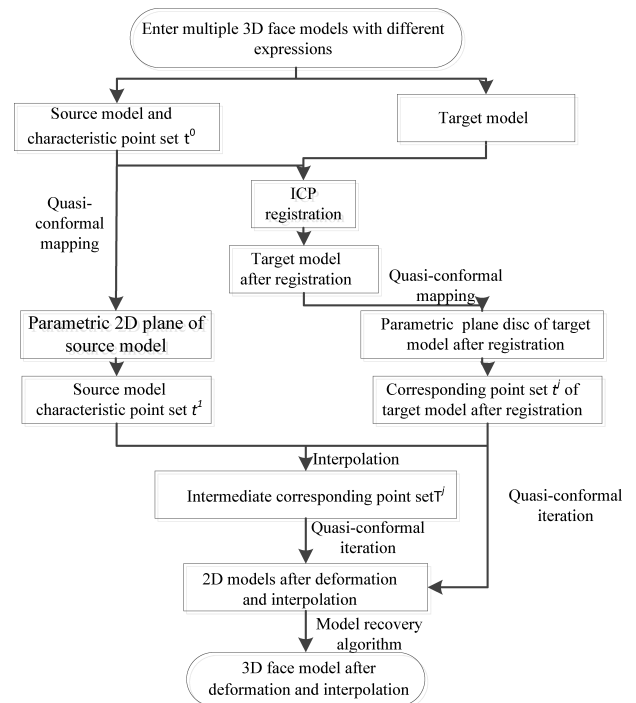 Enter multiple 3D face models with different
expressions
Source model and
characteristic point set t⁰
Target model
Quasi-
conformal
mapping
ICP
registration
Target model
after registration
Quasi-conformal
mapping
Parametric 2D plane of
source model
Parametric plane disc of target
model after registration
Source model
characteristic point set t¹
Corresponding point set tʲ of
target model after registration
Interpolation
Intermediate corresponding point setTʲ
Quasi-conformal
iteration
Quasi-conformal
iteration
2D models after deformation
and interpolation
Model recovery
algorithm
3D face model after
deformation and interpolation